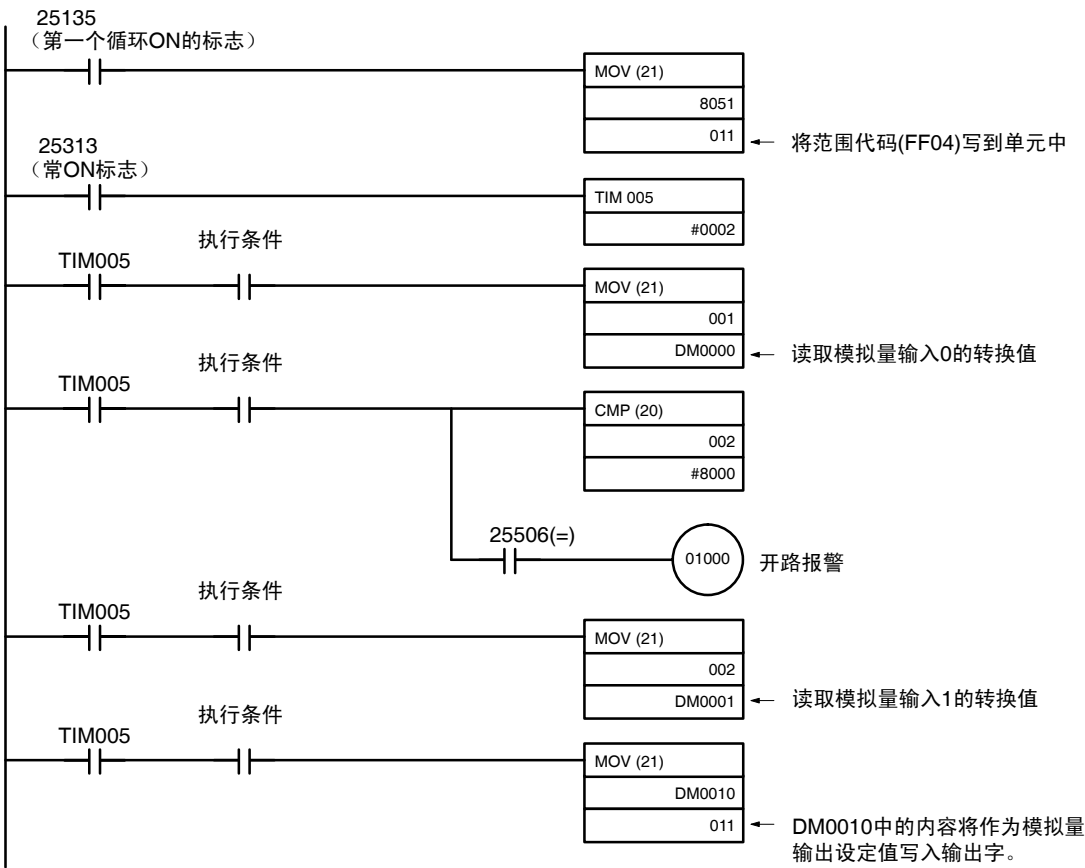 25135
（第一个循环ON的标志）
MOV (21)
8051
011
将范围代码(FF04)写到单元中
25313
（常ON标志）
TIM 005
#0002
TIM005
执行条件
MOV (21)
001
DM0000
读取模拟量输入0的转换值
TIM005
执行条件
CMP (20)
002
#8000
25506(=)
01000
开路报警
TIM005
执行条件
MOV (21)
002
DM0001
读取模拟量输入1的转换值
TIM005
执行条件
MOV (21)
DM0010
011
DM0010中的内容将作为模拟量
输出设定值写入输出字。